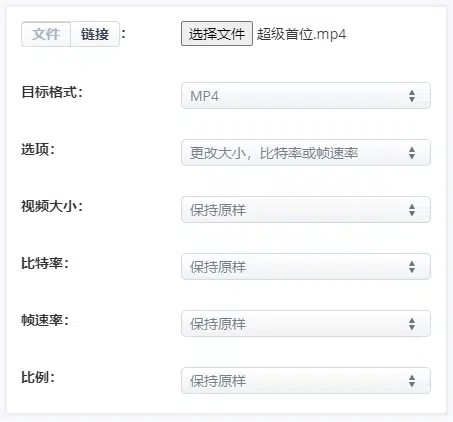 文件 链接 : 选择文件 超级首位.mp4
目标格式: MP4
选项: 更改大小，比特率或帧速率
视频大小: 保持原样
比特率: 保持原样
帧速率: 保持原样
比例: 保持原样